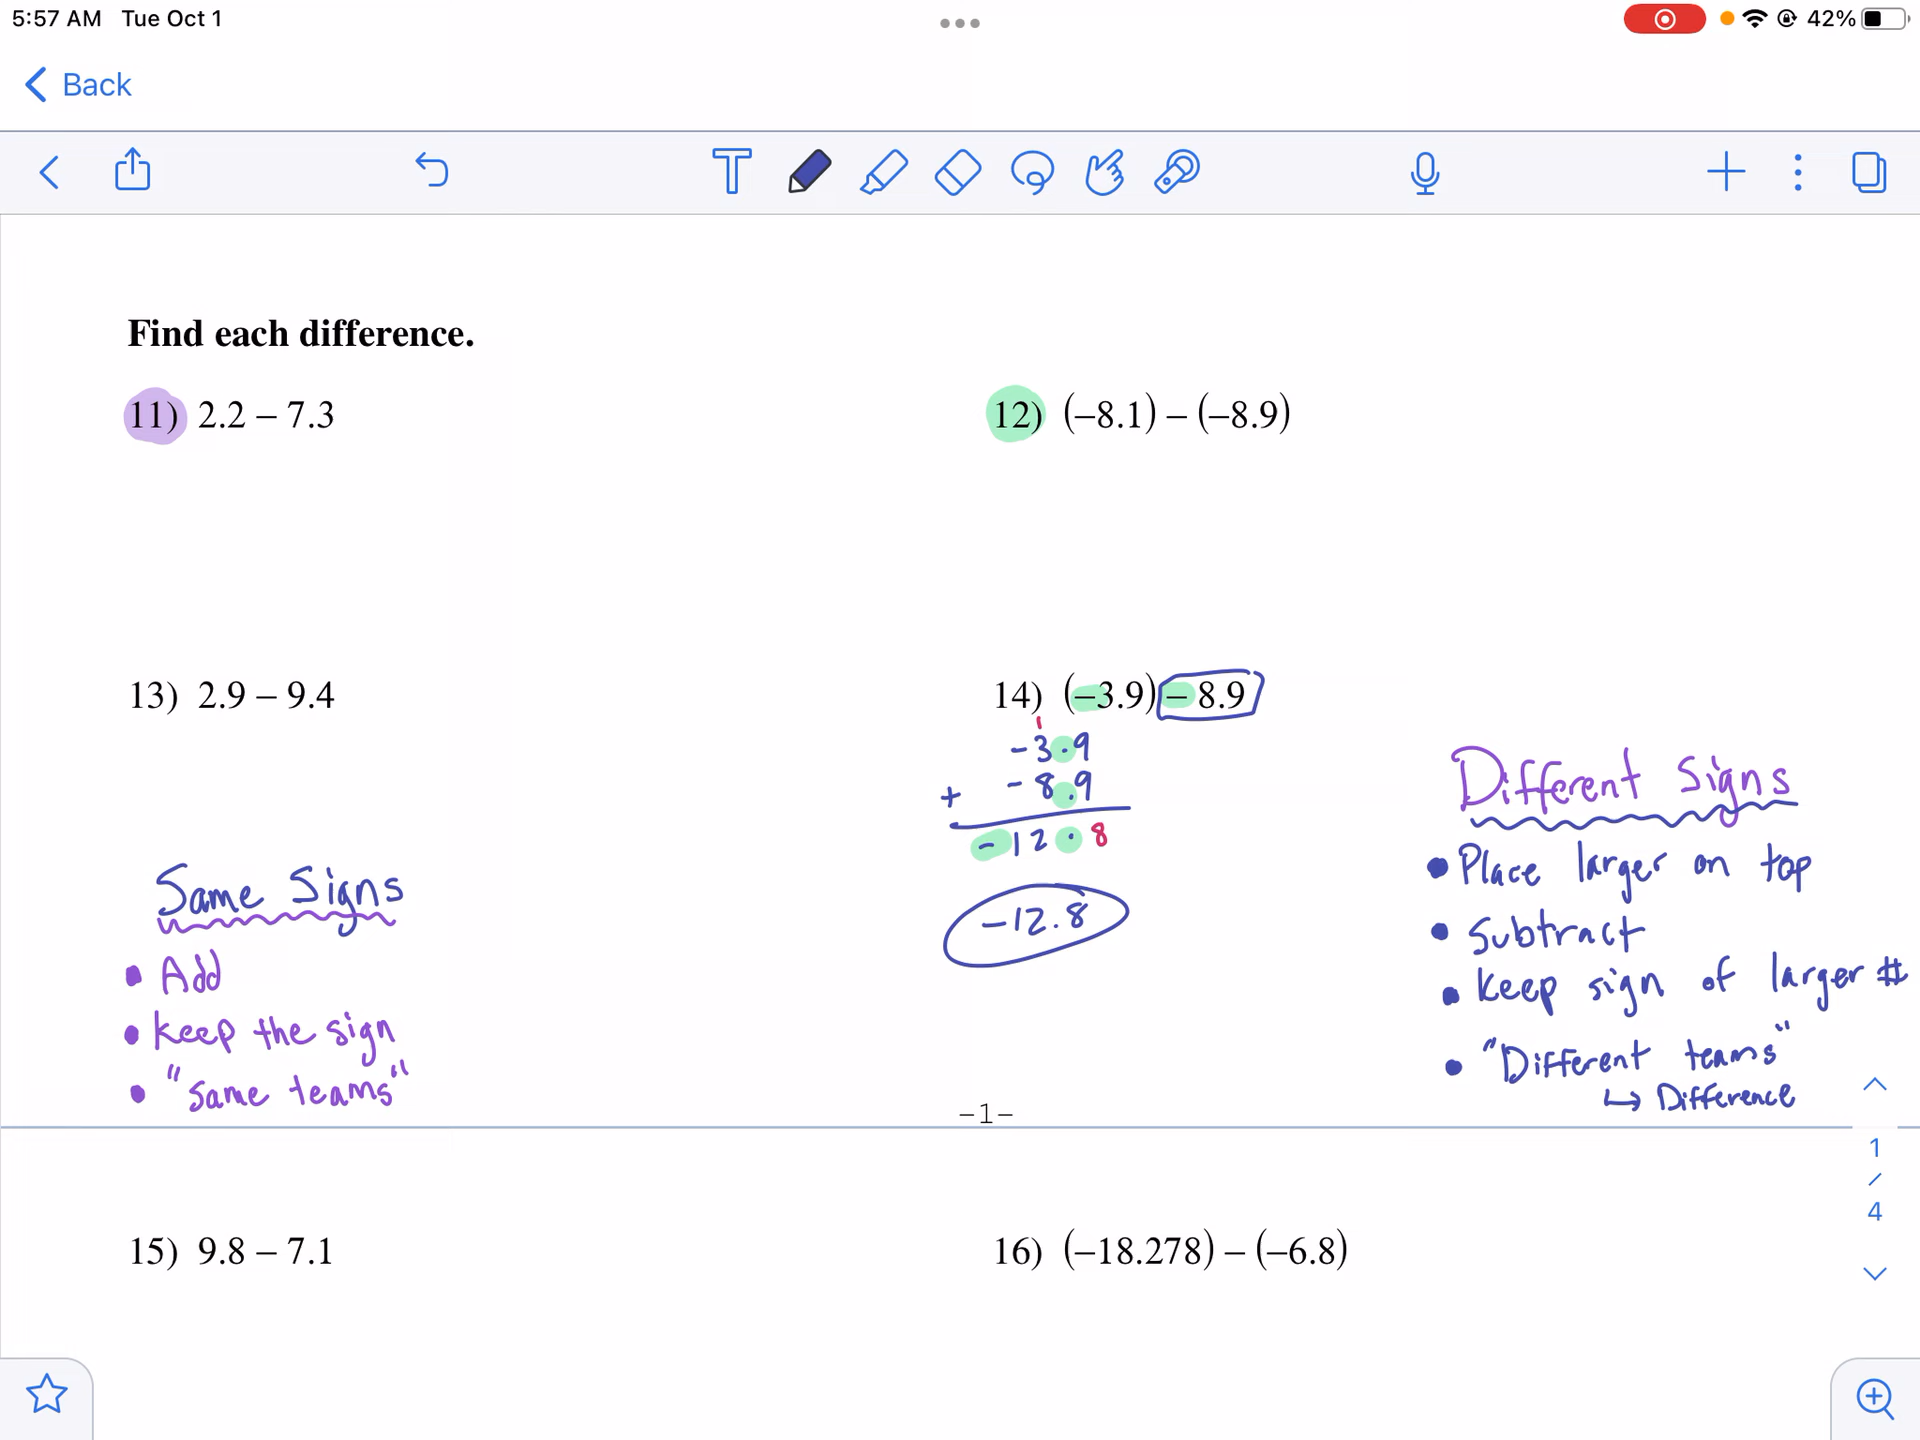 5:57 AM Tue Oct 1
42%
Back
Find each difference.
11) 2.2 – 7.3
12) (–8.1) – (–8.9)
13) 2.9 – 9.4
14) (–3.9) – 8.9
1
-3.9
+ -8.9
-12.8
-12.8
Same Signs
• Add
• Keep the sign
• "Same teams"
Different Signs
• Place larger on top
• Subtract
• Keep sign of larger #
• "Different teams"
↳ Difference
-1-
1
/
4
15) 9.8 – 7.1
16) (–18.278) – (–6.8)